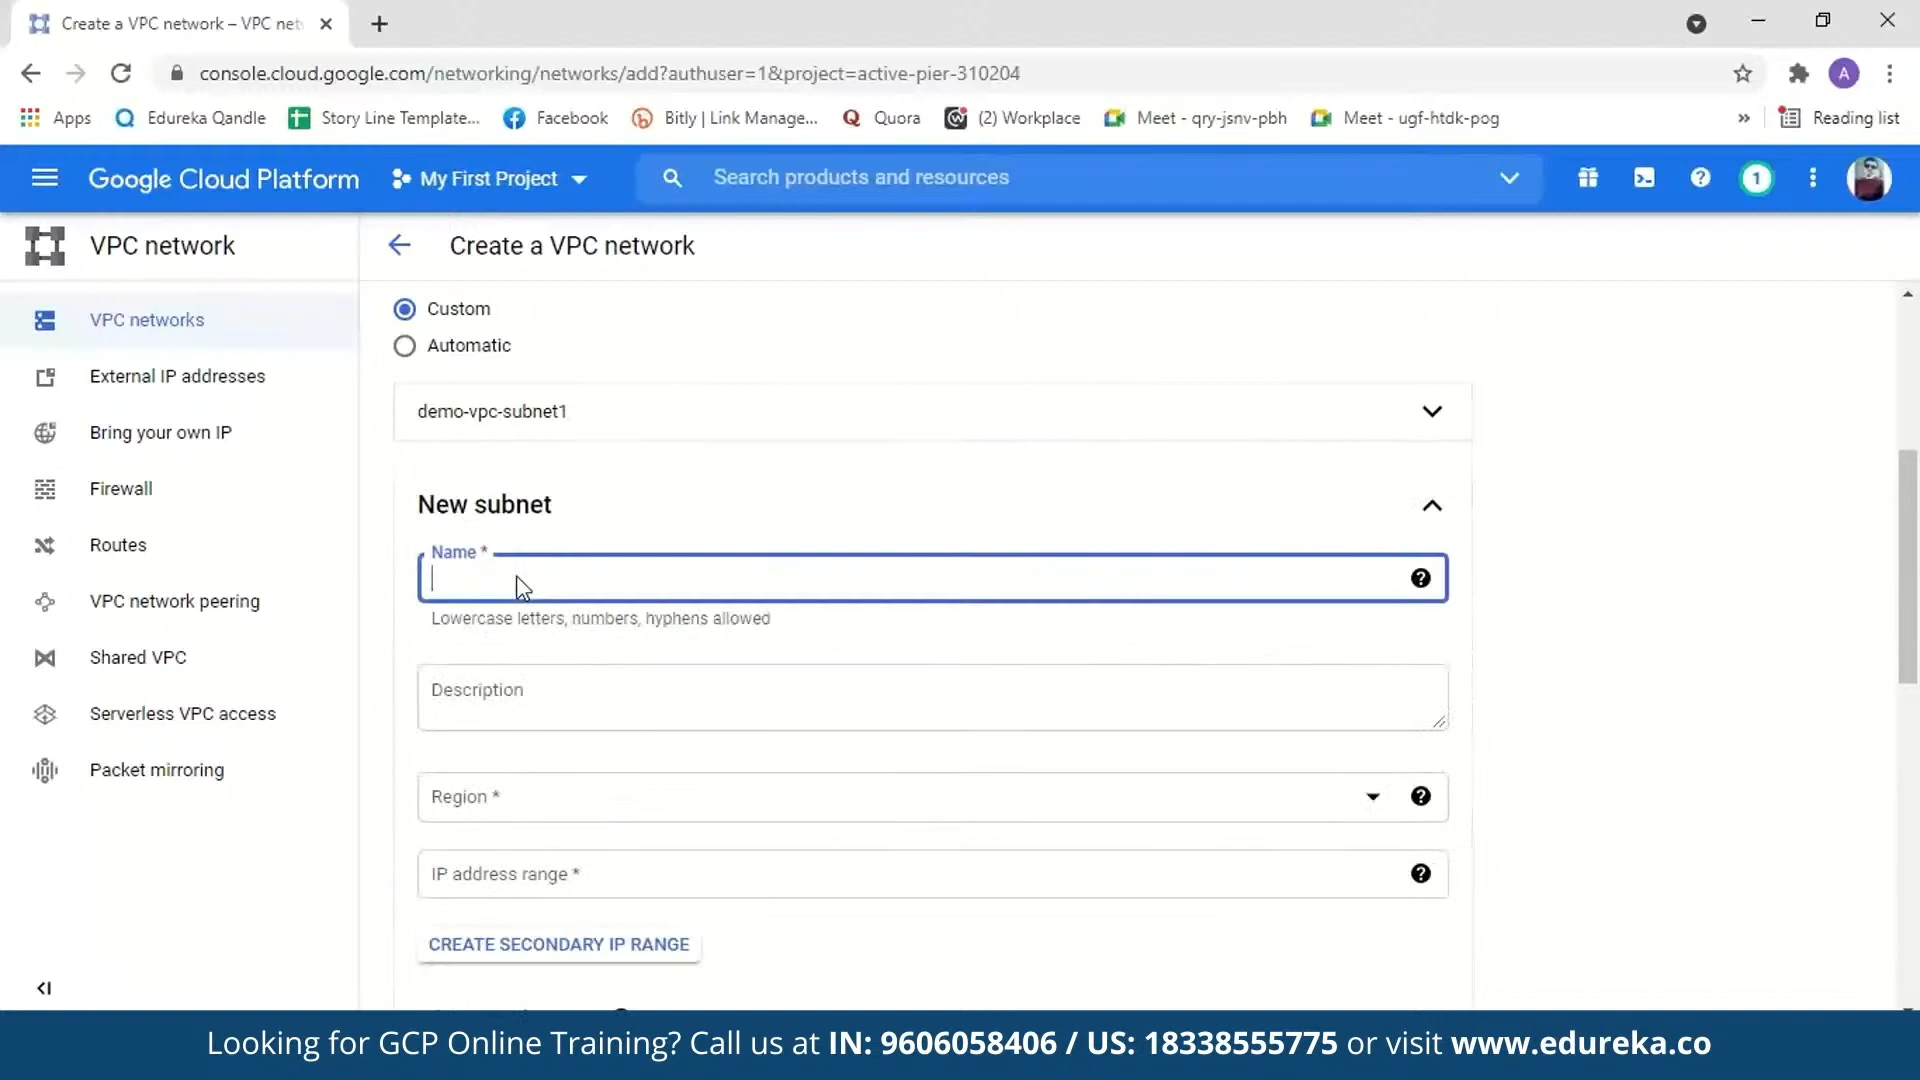 Create a VPC network – VPC net
console.cloud.google.com/networking/networks/add?authuser=1&project=active-pier-310204
A
Apps
Edureka Qandle
Story Line Template...
Facebook
Bitly | Link Manage...
Quora
(2) Workplace
Meet - qry-jsnv-pbh
Meet - ugf-htdk-pog
»
Reading list
Google Cloud Platform
My First Project
Search products and resources
1
VPC network
Create a VPC network
VPC networks
External IP addresses
Bring your own IP
Firewall
Routes
VPC network peering
Shared VPC
Serverless VPC access
Packet mirroring
Custom
Automatic
demo-vpc-subnet1
New subnet
Name *
Lowercase letters, numbers, hyphens allowed
Description
Region *
IP address range *
CREATE SECONDARY IP RANGE
Looking for GCP Online Training? Call us at IN: 9606058406 / US: 18338555775 or visit www.edureka.co